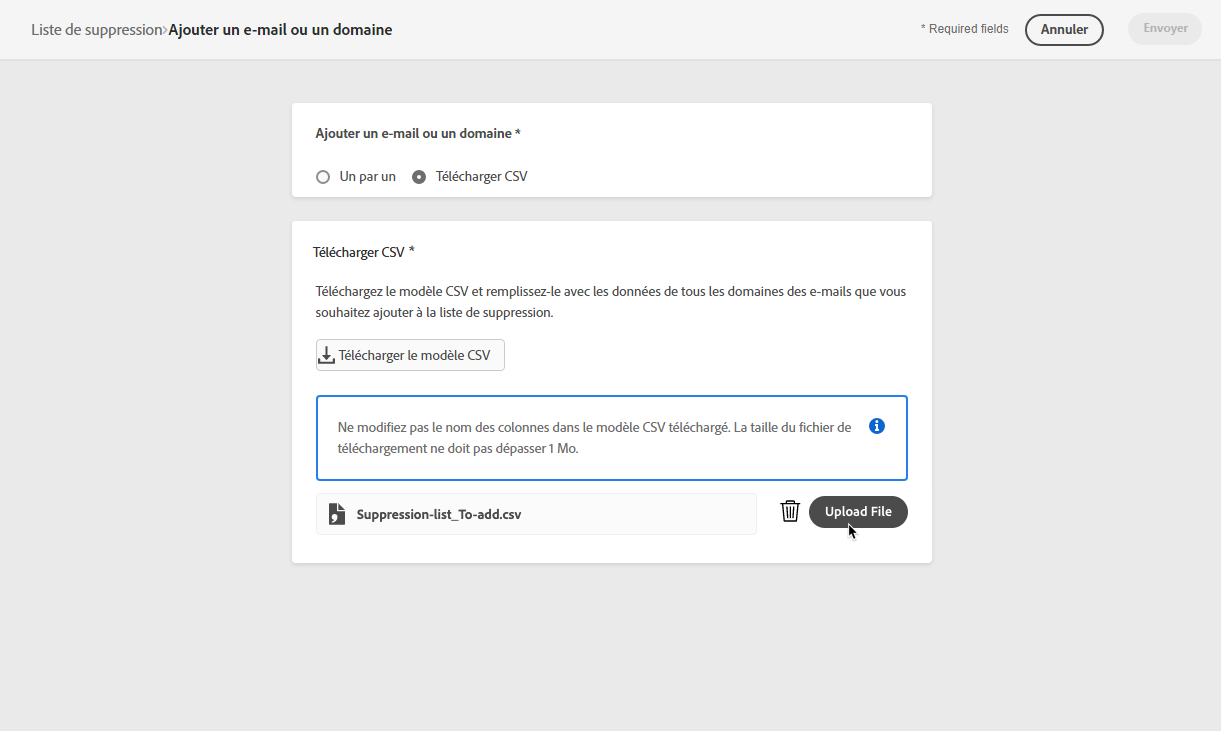 Liste de suppression›Ajouter un e-mail ou un domaine
* Required fields
Annuler
Envoyer
Ajouter un e-mail ou un domaine *
Un par un
Télécharger CSV
Télécharger CSV *
Téléchargez le modèle CSV et remplissez-le avec les données de tous les domaines des e-mails que vous
souhaitez ajouter à la liste de suppression.
Télécharger le modèle CSV
Ne modifiez pas le nom des colonnes dans le modèle CSV téléchargé. La taille du fichier de
téléchargement ne doit pas dépasser 1 Mo.
Suppression-list_To-add.csv
Upload File